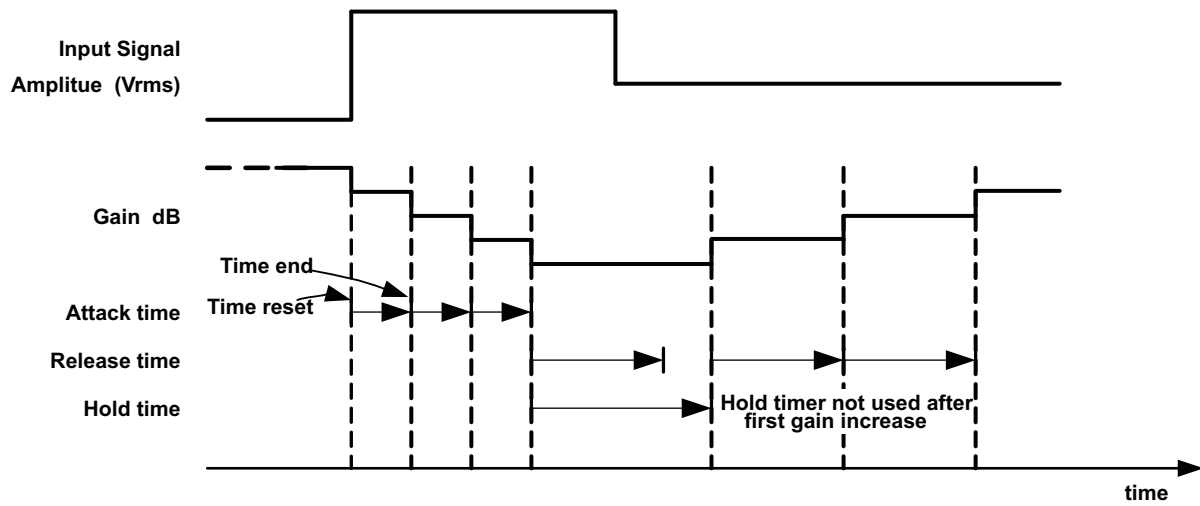 Input Signal
Amplitue (Vrms)
Gain dB
Time end
Time reset
Attack time
Release time
Hold time
Hold timer not used after
first gain increase
time